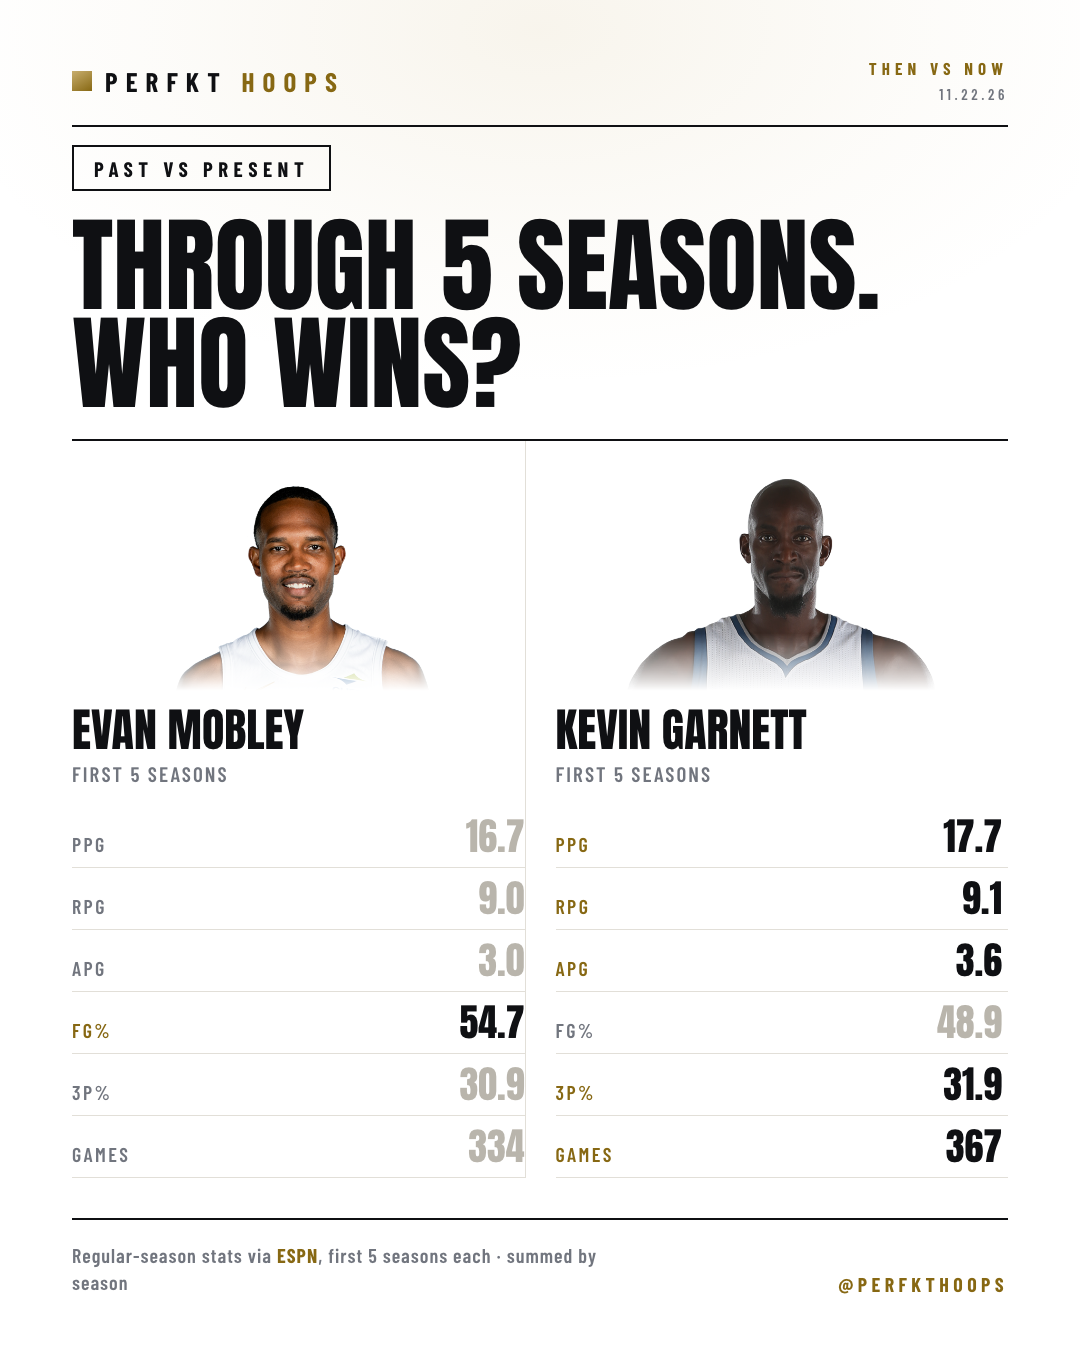 PERFKT HOOPS
THEN VS NOW
11.22.26
PAST VS PRESENT
THROUGH 5 SEASONS.
WHO WINS?
EVAN MOBLEY
FIRST 5 SEASONS
PPG 16.7
RPG 9.0
APG 3.0
FG% 54.7
3P% 30.9
GAMES 334
KEVIN GARNETT
FIRST 5 SEASONS
PPG 17.7
RPG 9.1
APG 3.6
FG% 48.9
3P% 31.9
GAMES 367
Regular-season stats via ESPN, first 5 seasons each · summed by
season
@PERFKTHOOPS